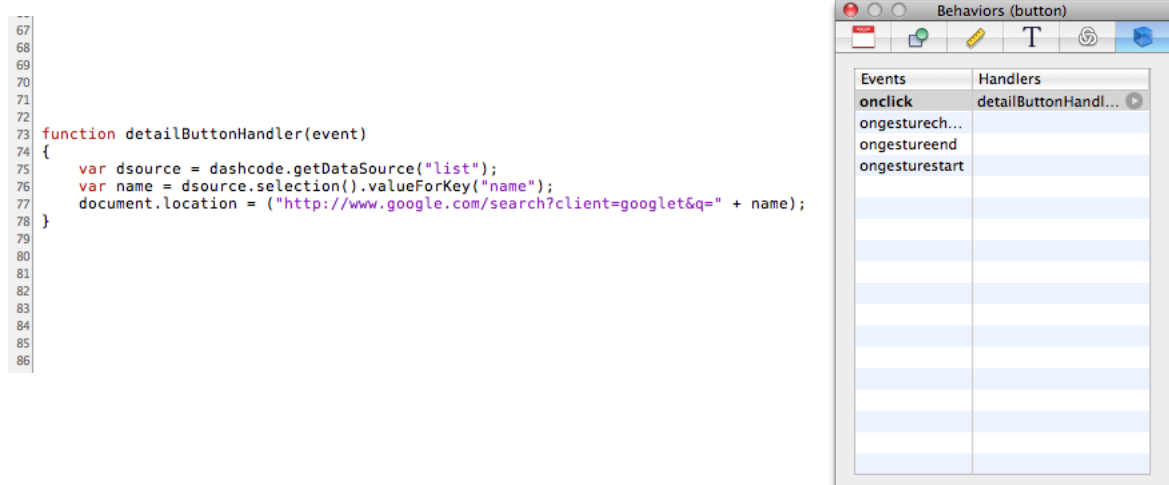 67
68
69
70
71
72
73 function detailButtonHandler(event)
74 {
75 var dsource = dashcode.getDataSource("list");
76 var name = dsource.selection().valueForKey("name");
77 document.location = ("http://www.google.com/search?client=googlet&q=" + name);
78 }
79
80
81
82
83
84
85
86
Behaviors (button)
T
Events Handlers
onclick detailButtonHandl...
ongesturech...
ongestureend
ongesturestart